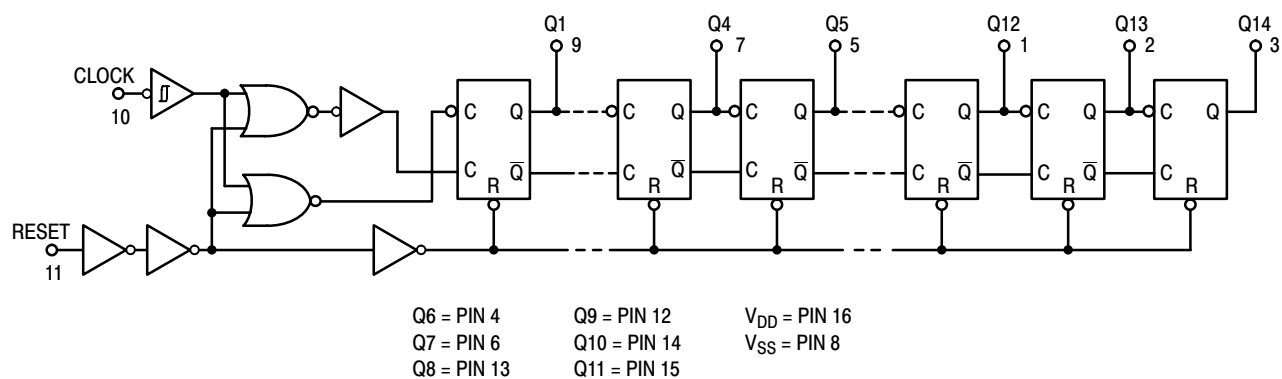 Q1
9
Q4
7
Q5
5
Q12
1
Q13
2
Q14
3
CLOCK
10
C Q
C Q̅
R
C Q
C Q̅
R
C Q
C Q̅
R
C Q
C Q̅
R
C Q
C Q̅
R
C Q
C
R
RESET
11
Q6 = PIN 4
Q7 = PIN 6
Q8 = PIN 13
Q9 = PIN 12
Q10 = PIN 14
Q11 = PIN 15
VDD = PIN 16
VSS = PIN 8